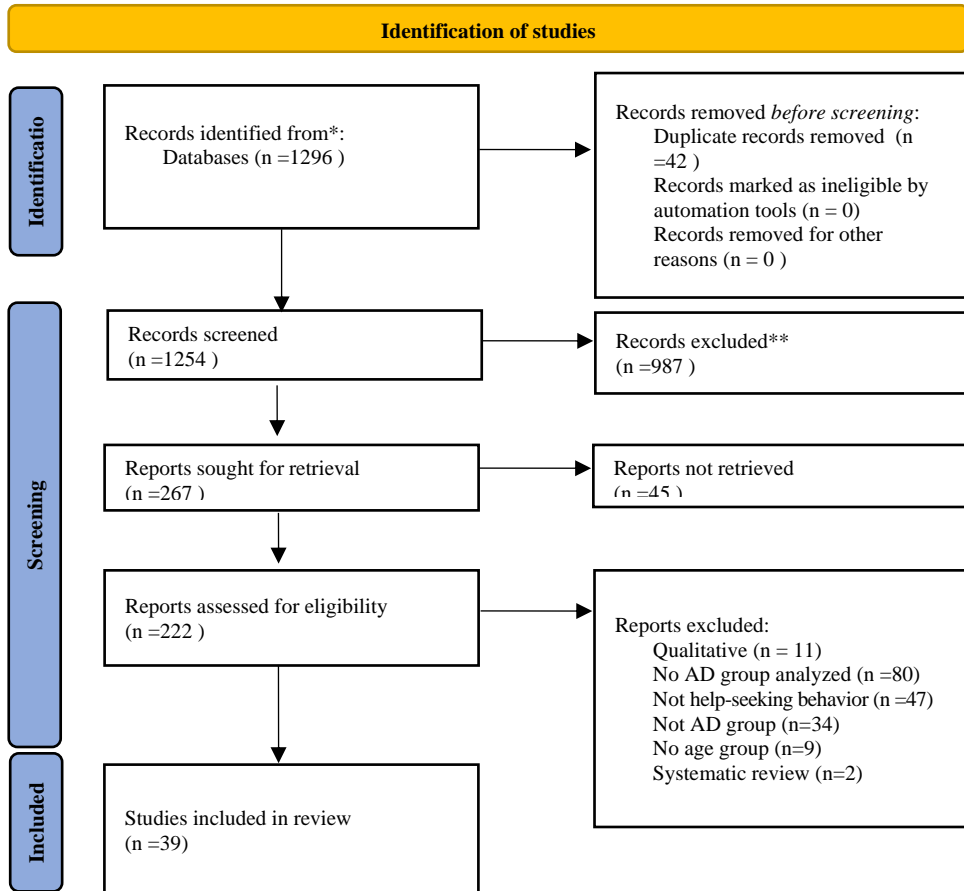 Identification of studies
Identificatio
Records identified from*:
Databases (n =1296 )
Records removed before screening:
Duplicate records removed  (n
=42 )
Records marked as ineligible by
automation tools (n = 0)
Records removed for other
reasons (n = 0 )
Screening
Records screened
(n =1254 )
Records excluded**
(n =987 )
Reports sought for retrieval
(n =267 )
Reports not retrieved
(n =45 )
Reports assessed for eligibility
(n =222 )
Reports excluded:
Qualitative (n = 11)
No AD group analyzed (n =80)
Not help-seeking behavior (n =47)
Not AD group (n=34)
No age group (n=9)
Systematic review (n=2)
Included
Studies included in review
(n =39)